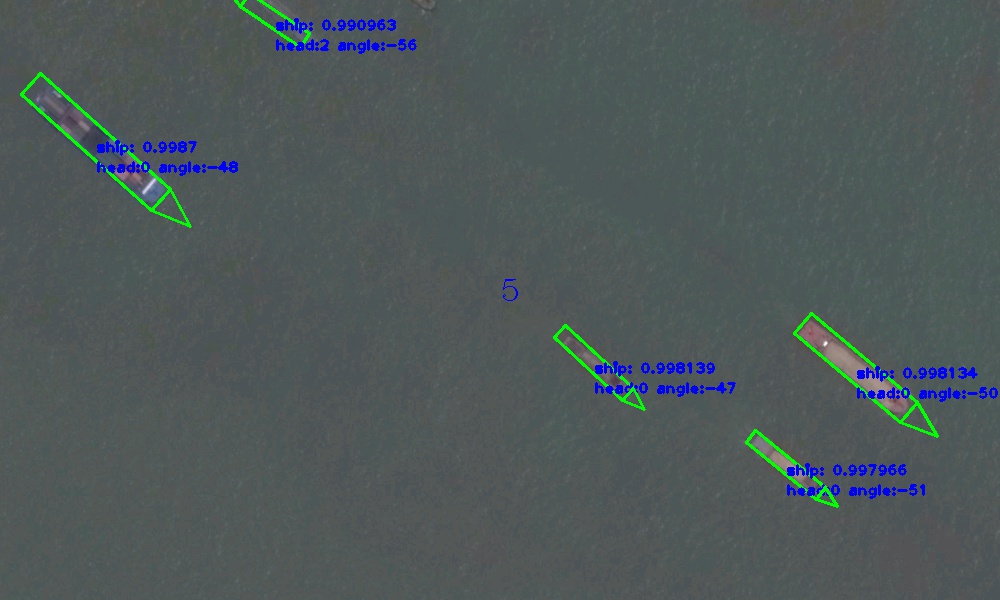 ship: 0.990963
head:2 angle:-56
ship: 0.9987
head:0 angle:-48
5
ship: 0.998139
head:0 angle:-47
ship: 0.998134
head:0 angle:-50
ship: 0.997966
head:0 angle:-51